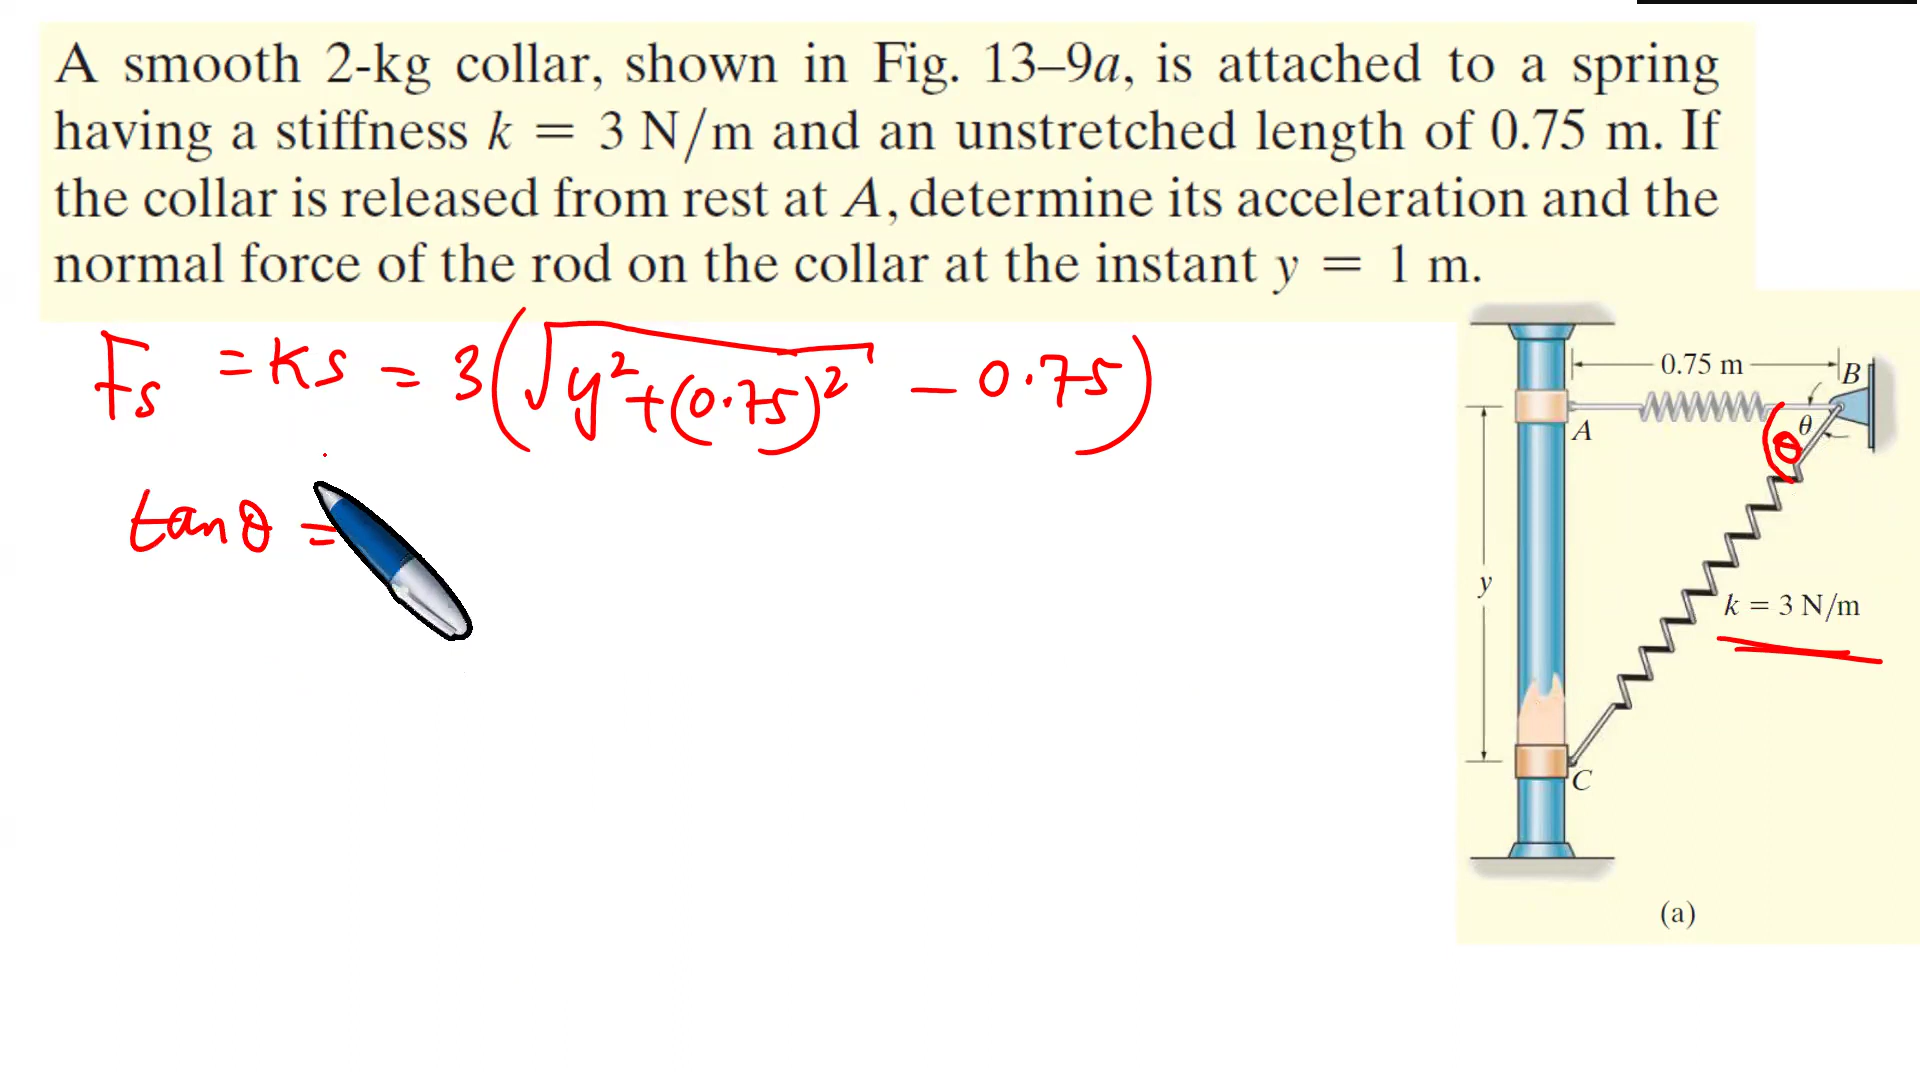 A smooth 2-kg collar, shown in Fig. 13–9a, is attached to a spring
having a stiffness k = 3 N/m and an unstretched length of 0.75 m. If
the collar is released from rest at A, determine its acceleration and the
normal force of the rod on the collar at the instant y = 1 m.
Fs = ks = 3(√(y²+(0.75)²) – 0.75)
tanθ =
0.75 m
B
A
θ
θ
y
k = 3 N/m
C
(a)